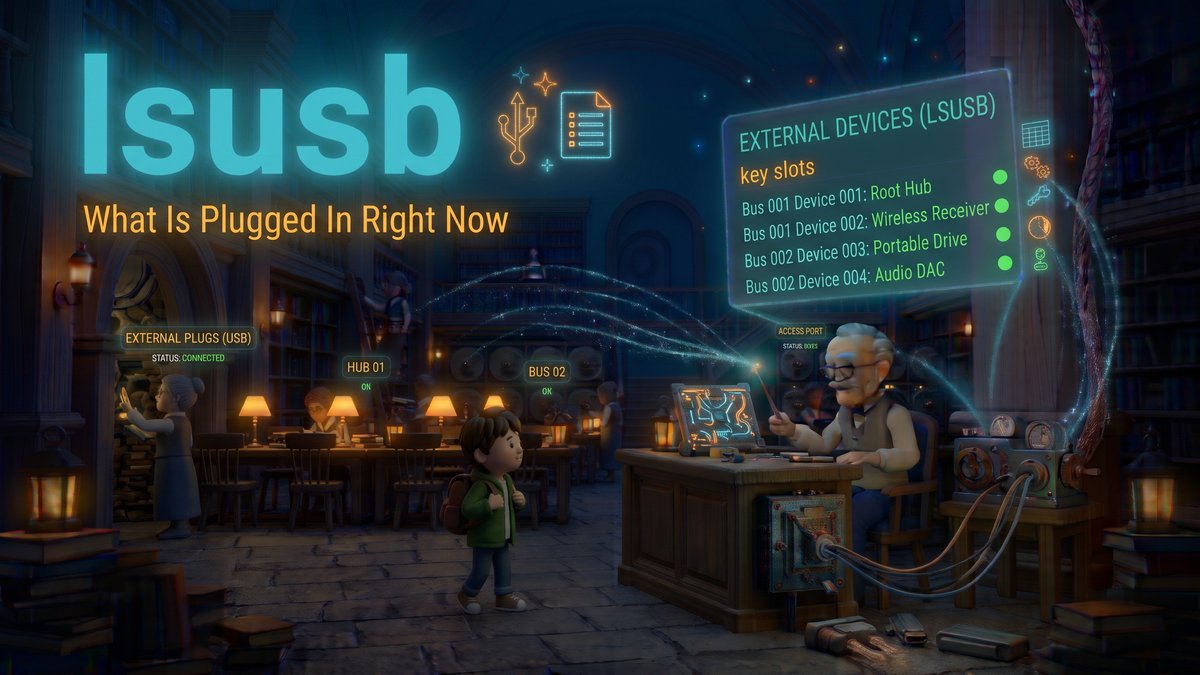 lsusb
What Is Plugged In Right Now
EXTERNAL DEVICES (LSUSB)
key slots
Bus 001 Device 001: Root Hub
Bus 001 Device 002: Wireless Receiver
Bus 002 Device 003: Portable Drive
Bus 002 Device 004: Audio DAC
EXTERNAL PLUGS (USB)
STATUS: CONNECTED
HUB 01
ON
BUS 02
ON
ACCESS PORT
STATUS: